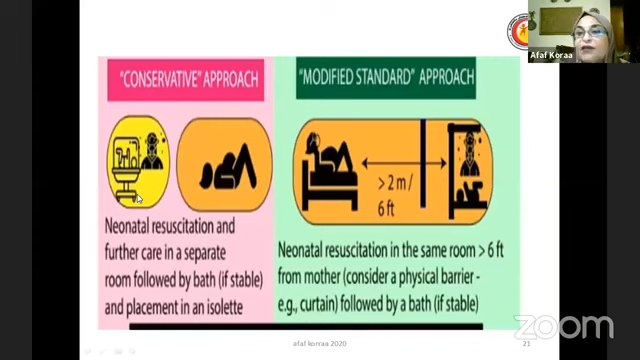 Afaf Koraa
"CONSERVATIVE" APPROACH
"MODIFIED STANDARD" APPROACH
> 2 m /
6 ft
Neonatal resuscitation and
further care in a separate
room followed by bath (if stable)
and placement in an isolette
Neonatal resuscitation in the same room > 6 ft
from mother (consider a physical barrier -
e.g., curtain) followed by a bath (if stable)
afaf korraa 2020
21
zoom